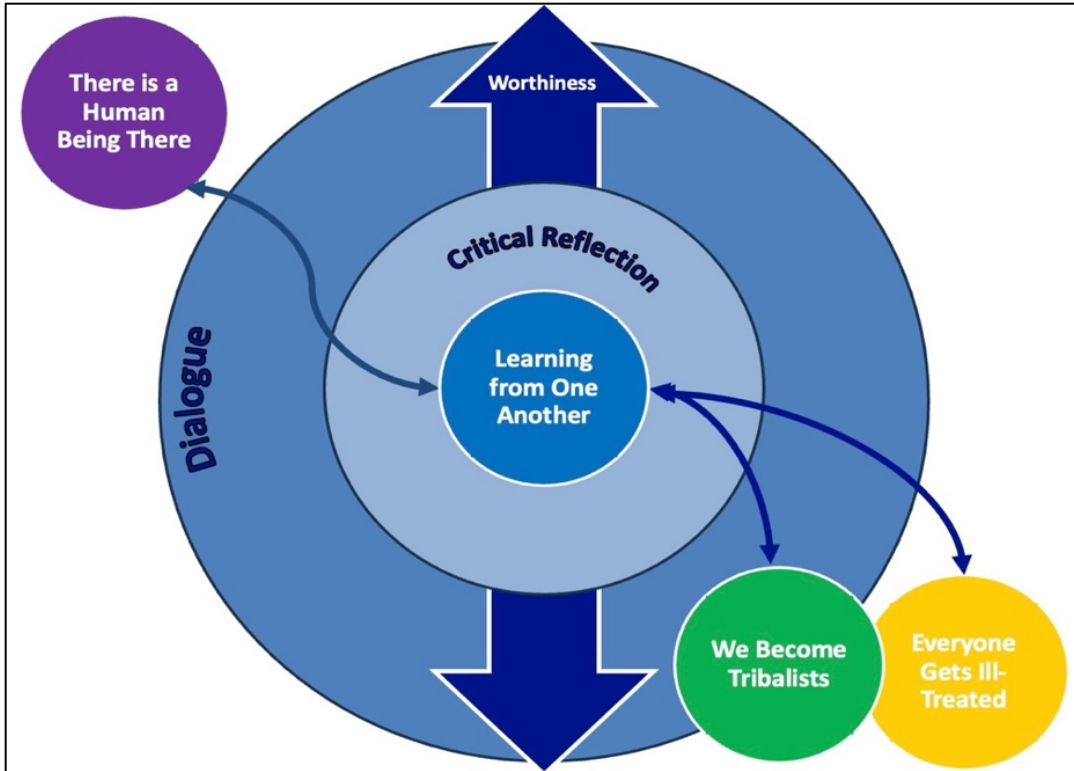 There is a
Human
Being There
Worthiness
Critical Reflection
Dialogue
Learning
from One
Another
We Become
Tribalists
Everyone
Gets Ill-
Treated